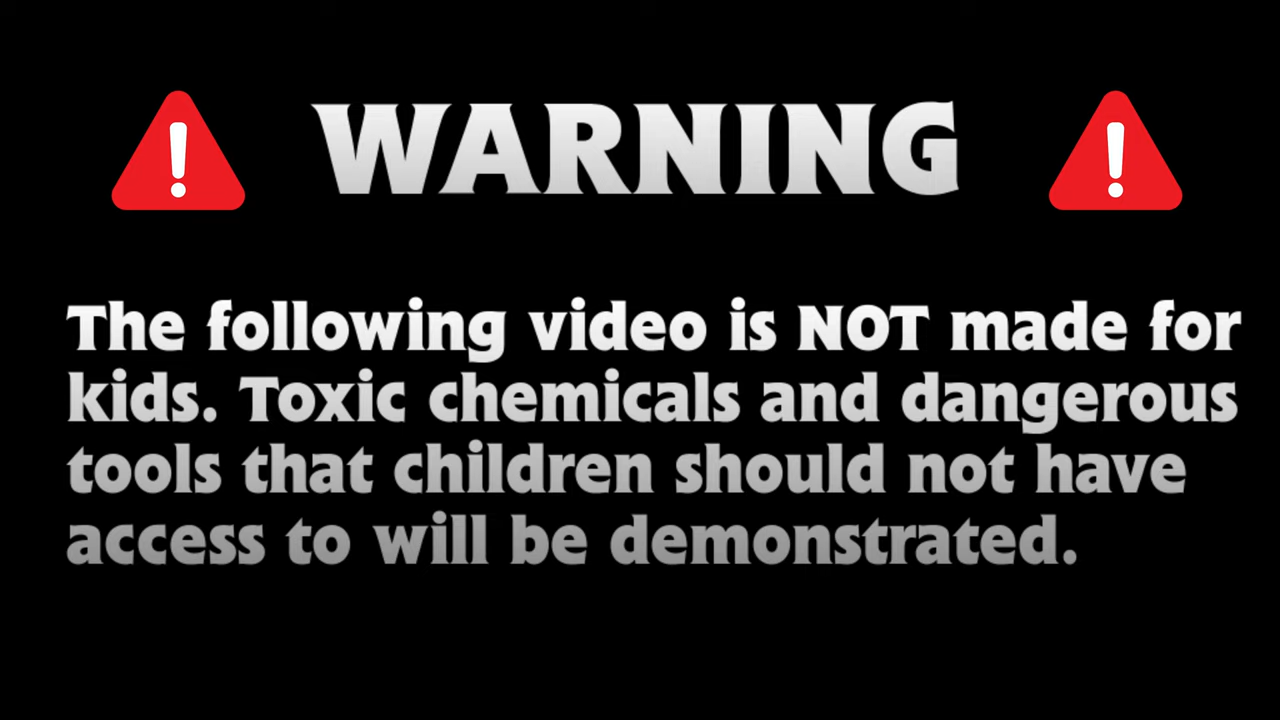 WARNING
The following video is NOT made for
kids. Toxic chemicals and dangerous
tools that children should not have
access to will be demonstrated.